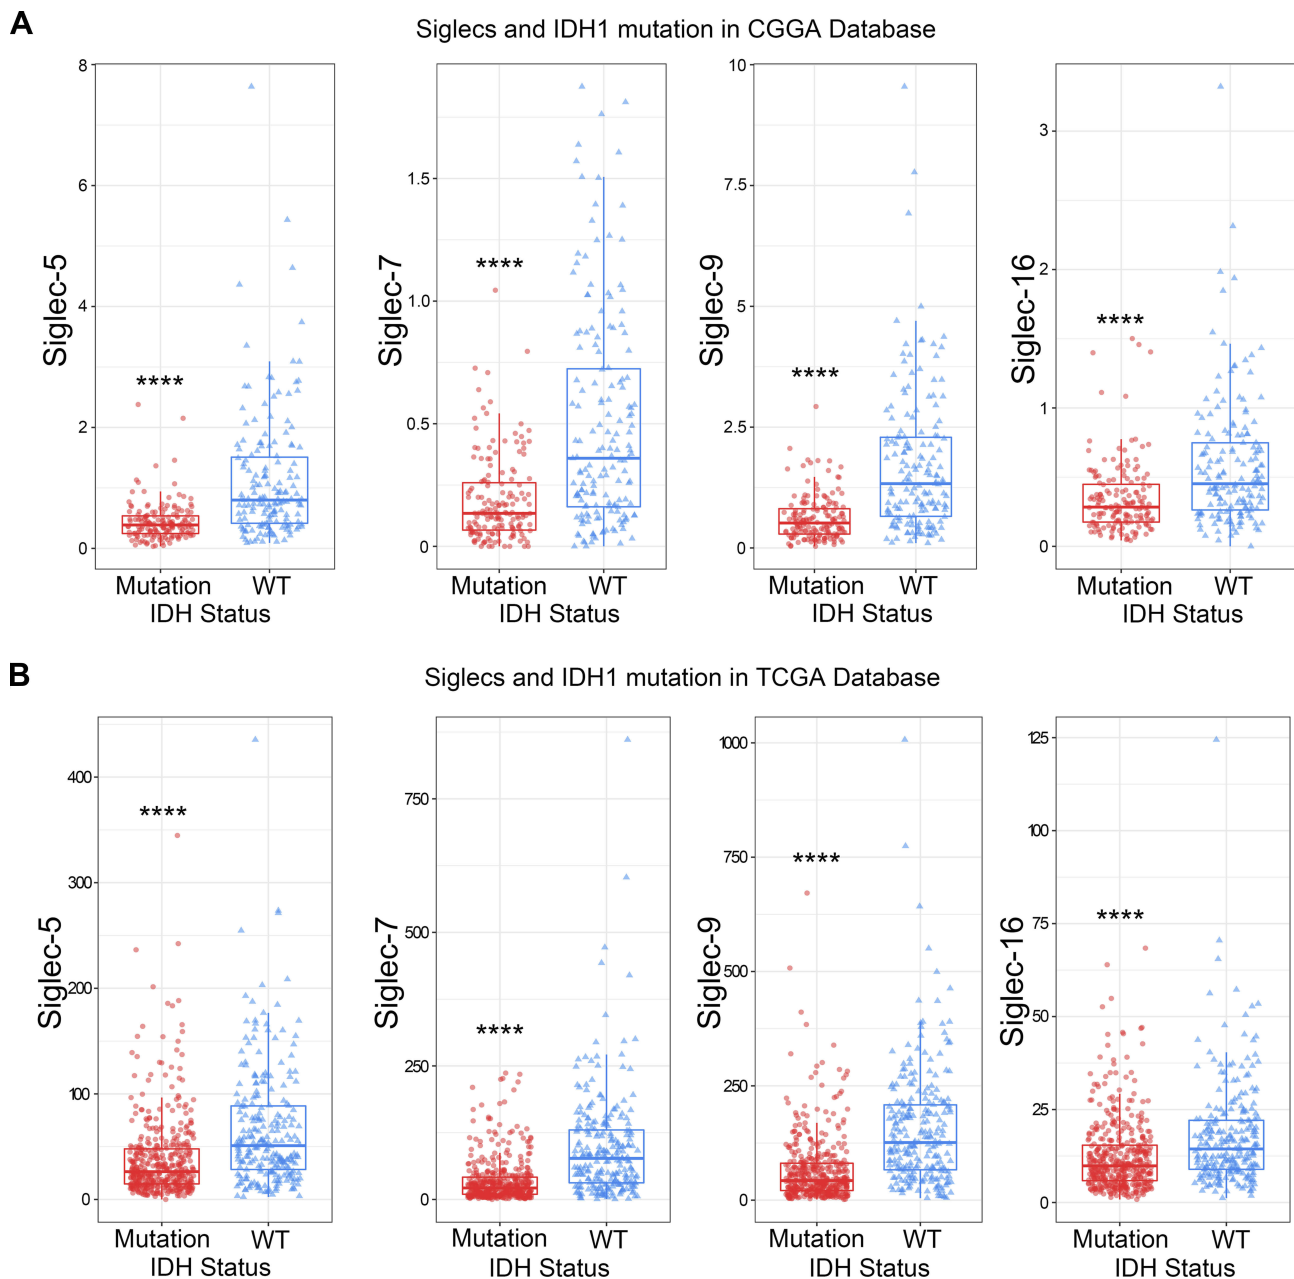 A
Siglecs and IDH1 mutation in CGGA Database
Siglec-5
8
6
4
2
0
****
Mutation WT
IDH Status
Siglec-7
1.5
1.0
0.5
0
****
Mutation WT
IDH Status
Siglec-9
10
7.5
5
2.5
0
****
Mutation WT
IDH Status
Siglec-16
3
2
1
0
****
Mutation WT
IDH Status
B
Siglecs and IDH1 mutation in TCGA Database
Siglec-5
400
300
200
100
0
****
Mutation WT
IDH Status
Siglec-7
750
500
250
0
****
Mutation WT
IDH Status
Siglec-9
1000
750
500
250
0
****
Mutation WT
IDH Status
Siglec-16
125
100
75
50
25
0
****
Mutation WT
IDH Status